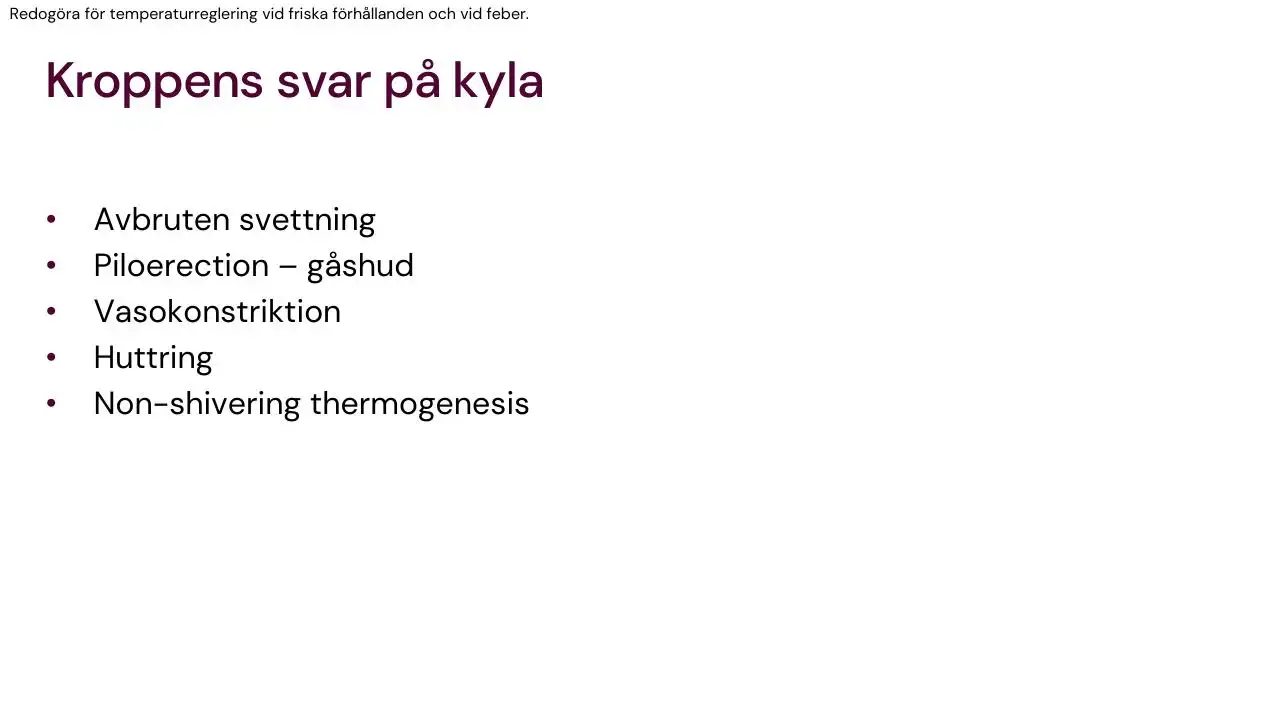 Redogöra för temperaturreglering vid friska förhållanden och vid feber.
Kroppens svar på kyla
• Avbruten svettning
• Piloerection – gåshud
• Vasokonstriktion
• Huttring
• Non-shivering thermogenesis